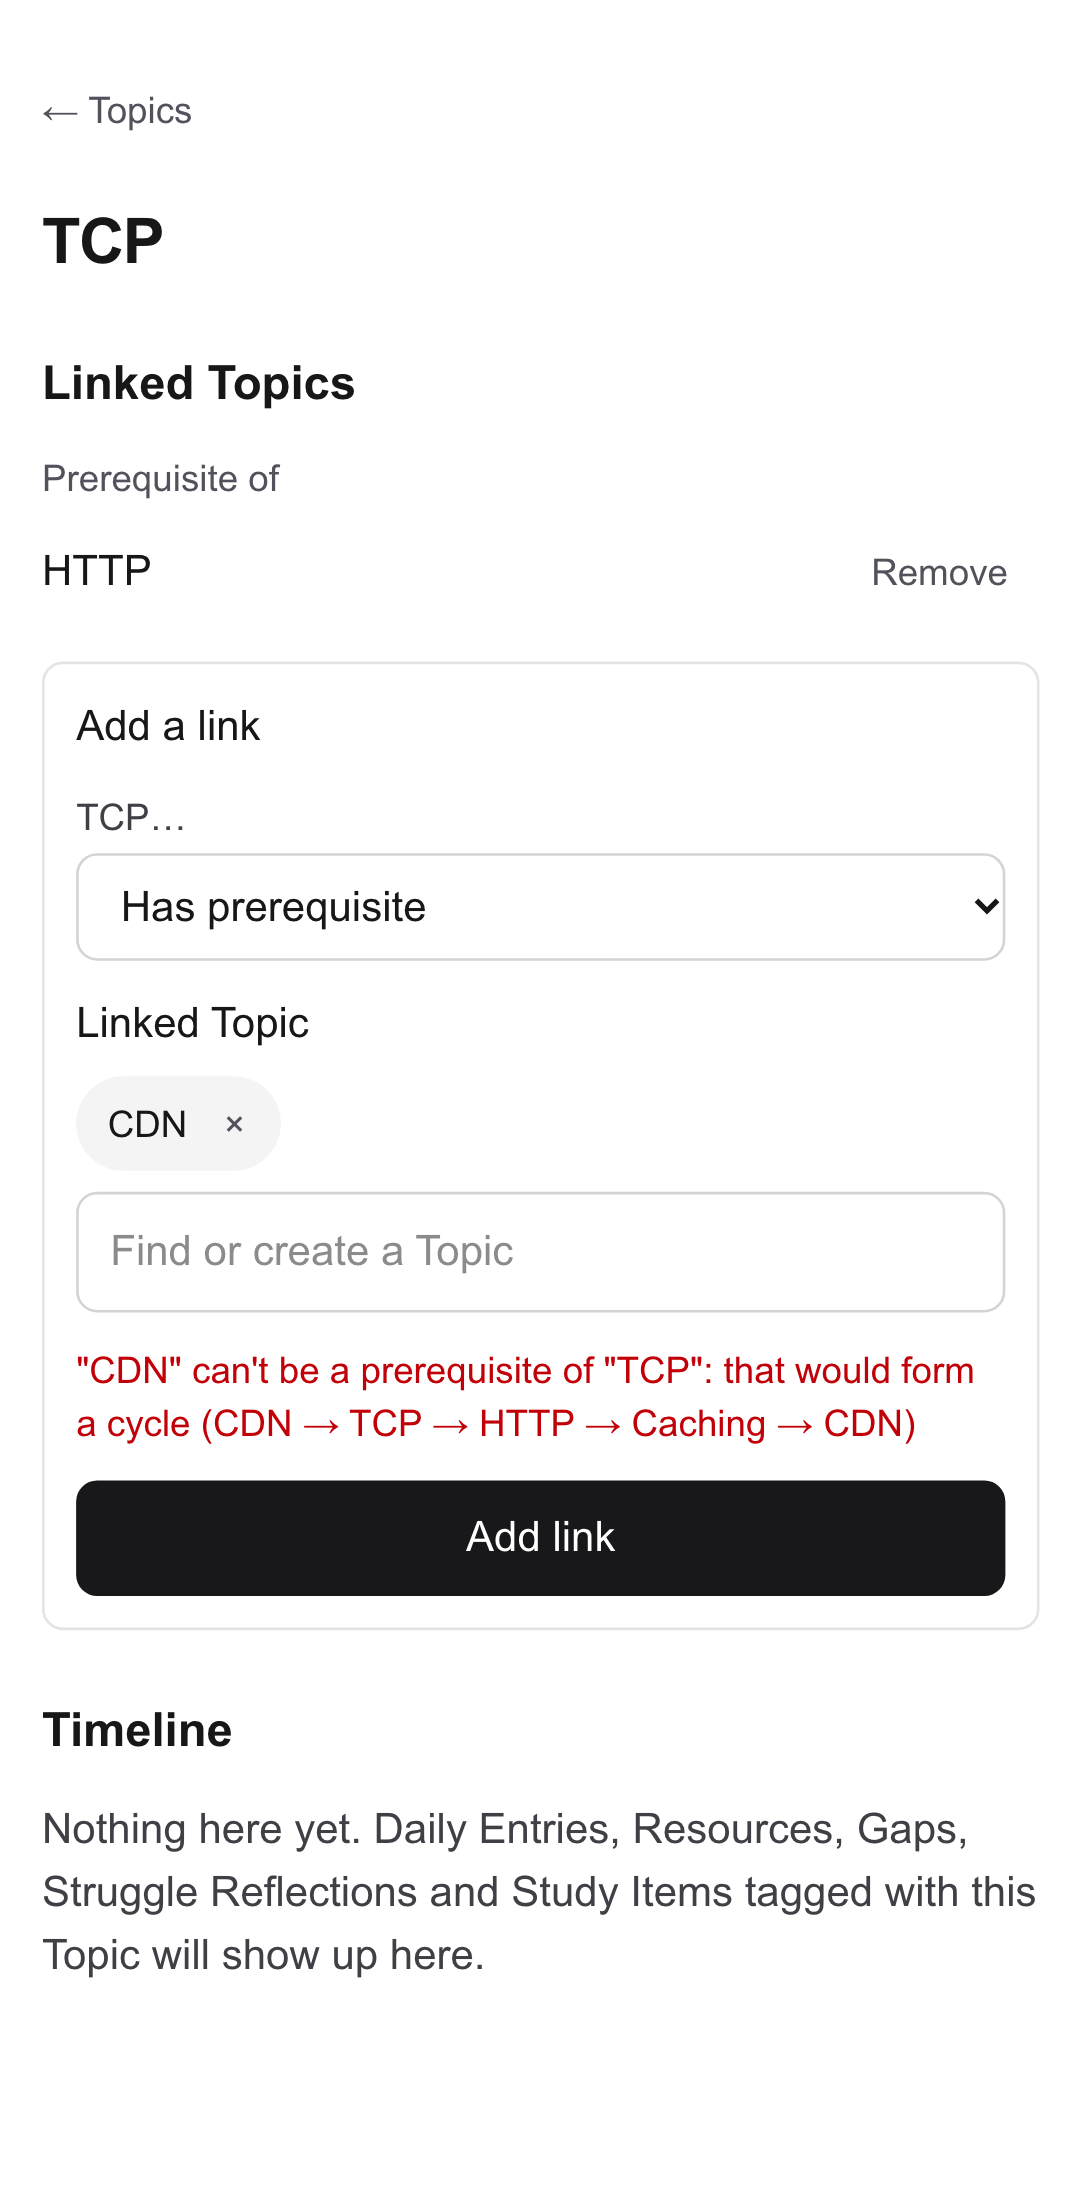 ← Topics
TCP
Linked Topics
Prerequisite of
HTTP Remove
Add a link
TCP…
Has prerequisite
Linked Topic
CDN ×
Find or create a Topic
"CDN" can't be a prerequisite of "TCP": that would form
a cycle (CDN → TCP → HTTP → Caching → CDN)
Add link
Timeline
Nothing here yet. Daily Entries, Resources, Gaps,
Struggle Reflections and Study Items tagged with this
Topic will show up here.